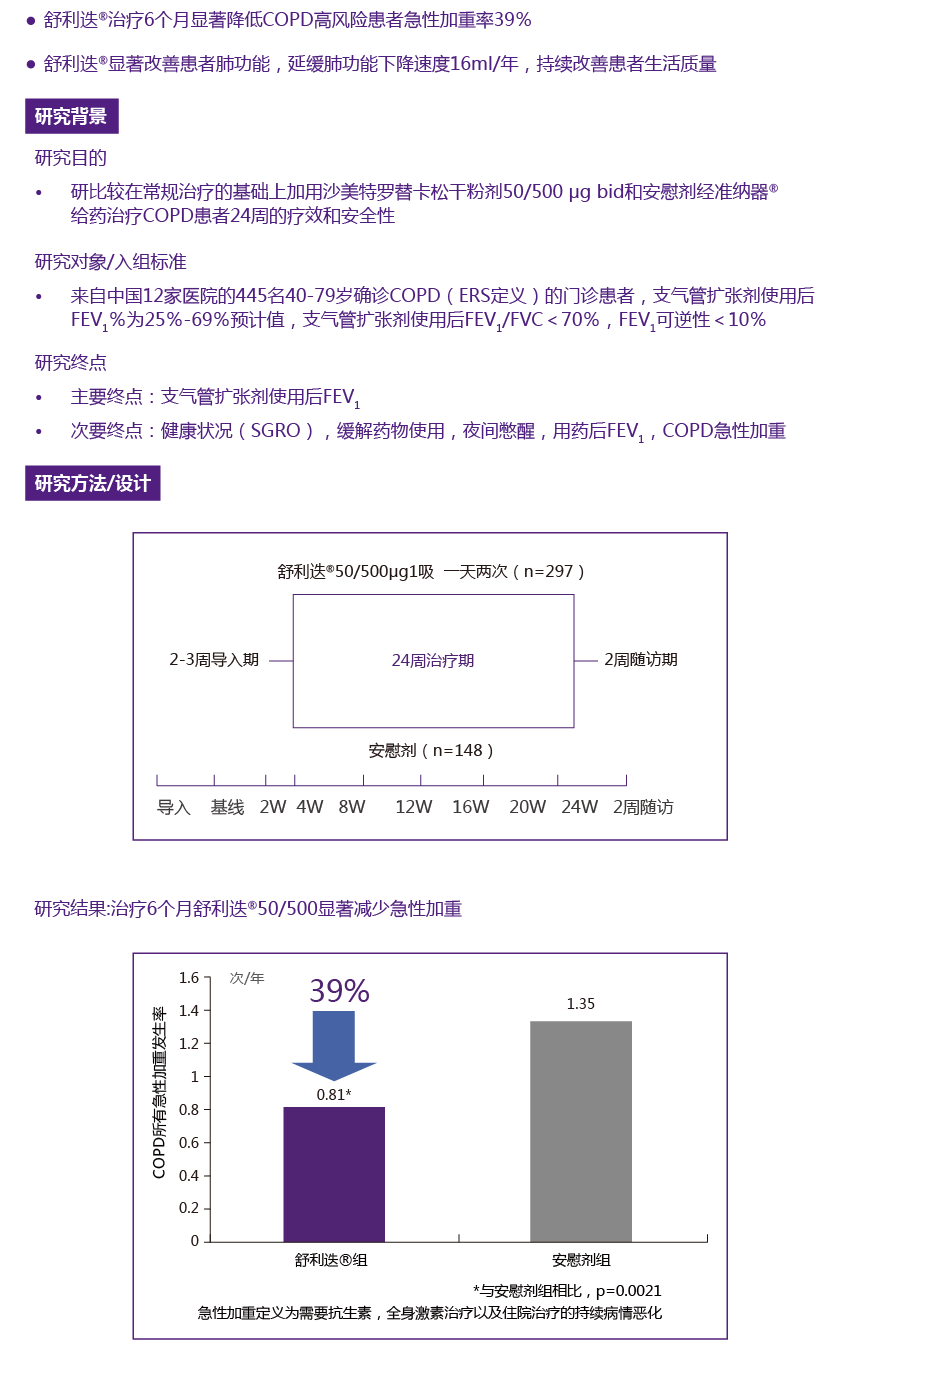 ● 舒利迭®治疗6个月显著降低COPD高风险患者急性加重率39%
● 舒利迭®显著改善患者肺功能，延缓肺功能下降速度16ml/年，持续改善患者生活质量
研究背景
研究目的
• 研比较在常规治疗的基础上加用沙美特罗替卡松干粉剂50/500 μg bid和安慰剂经准纳器®
给药治疗COPD患者24周的疗效和安全性
研究对象/入组标准
• 来自中国12家医院的445名40-79岁确诊COPD（ERS定义）的门诊患者，支气管扩张剂使用后
FEV1%为25%-69%预计值，支气管扩张剂使用后FEV1/FVC＜70%，FEV1可逆性＜10%
研究终点
• 主要终点：支气管扩张剂使用后FEV1
• 次要终点：健康状况（SGRO），缓解药物使用，夜间憋醒，用药后FEV1，COPD急性加重
研究方法/设计
舒利迭®50/500μg1吸 一天两次（n=297）
2-3周导入期 24周治疗期 2周随访期
安慰剂（n=148）
导入 基线 2W 4W 8W 12W 16W 20W 24W 2周随访
研究结果:治疗6个月舒利迭®50/500显著减少急性加重
COPD所有急性加重发生率
次/年
1.6
1.4
1.2
1
0.8
0.6
0.4
0.2
0
39%
0.81*
1.35
舒利迭®组 安慰剂组
*与安慰剂组相比，p=0.0021
急性加重定义为需要抗生素，全身激素治疗以及住院治疗的持续病情恶化